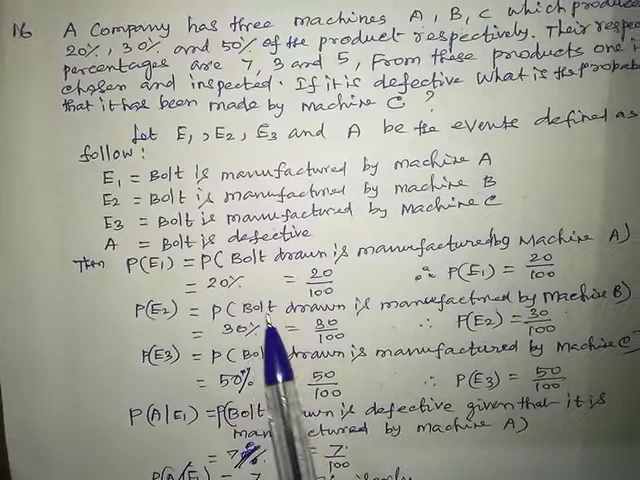 16 A Company has three machines A, B, C which produce
20%, 30% and 50% of the product respectively. Their respe
percentages are 7, 3 and 5, From these products one i
chosen and inspected. If it is defective what is the probab
that it has been made by machine C ?
Let E1, E2, E3 and A be the events defined as
follow:
E1 = Bolt is manufactured by machine A
E2 = Bolt is manufactured by machine B
E3 = Bolt is manufactured by Machine C
A = Bolt is defective
Then P(E1) = P( Bolt drawn is manufactured by Machine A)
= 20% = 20/100 ∴ P(E1) = 20/100
P(E2) = P( Bolt drawn is manufactured by Machine B)
= 30% = 30/100 ∴ P(E2) = 30/100
P(E3) = P( Bolt drawn is manufactured by Machine C
= 50% 50/100 ∴ P(E3) = 50/100
P(A|E1) = P(Bolt drawn is defective given that it is
manufactured by machine A)
= 7% = 7/100